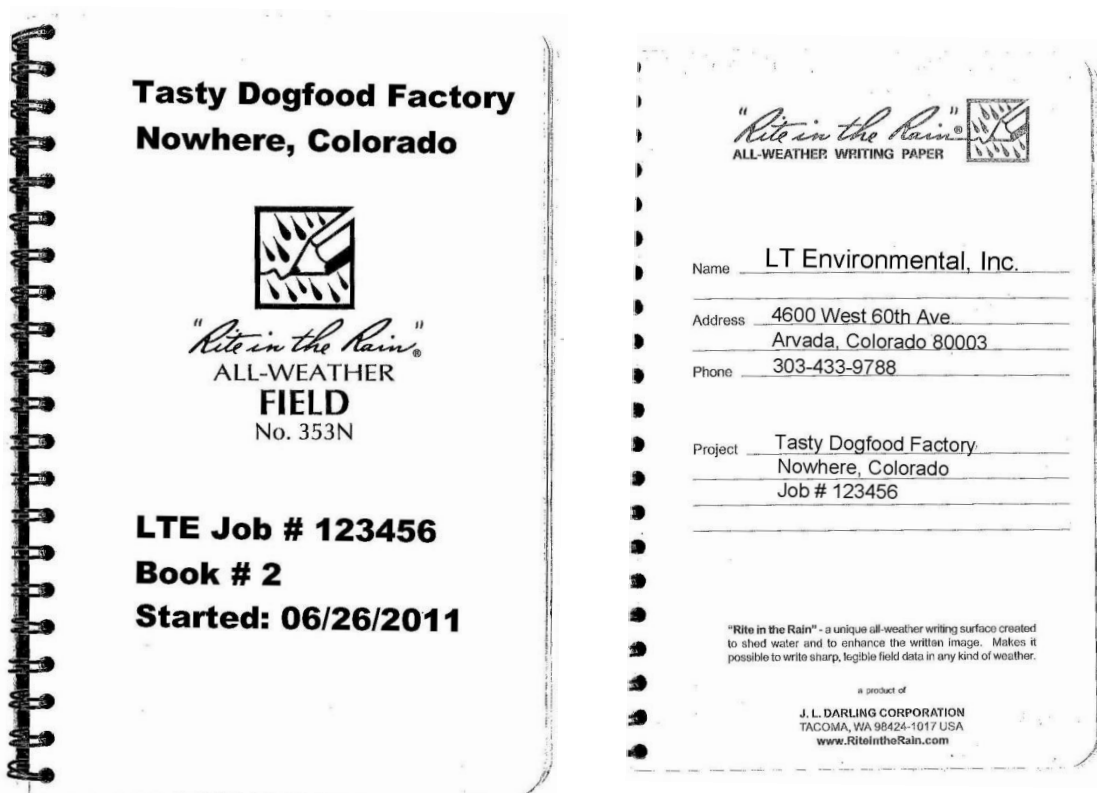 Tasty Dogfood Factory
Nowhere, Colorado
"Rite in the Rain"®
ALL-WEATHER
FIELD
No. 353N
LTE Job # 123456
Book # 2
Started: 06/26/2011
"Rite in the Rain"®
ALL-WEATHER WRITING PAPER
Name LT Environmental, Inc.
Address 4600 West 60th Ave
Arvada, Colorado 80003
Phone 303-433-9788
Project Tasty Dogfood Factory
Nowhere, Colorado
Job # 123456
"Rite in the Rain" - a unique all-weather writing surface created
to shed water and to enhance the written image. Makes it
possible to write sharp, legible field data in any kind of weather.
a product of
J. L. DARLING CORPORATION
TACOMA, WA 98424-1017 USA
www.RiteintheRain.com